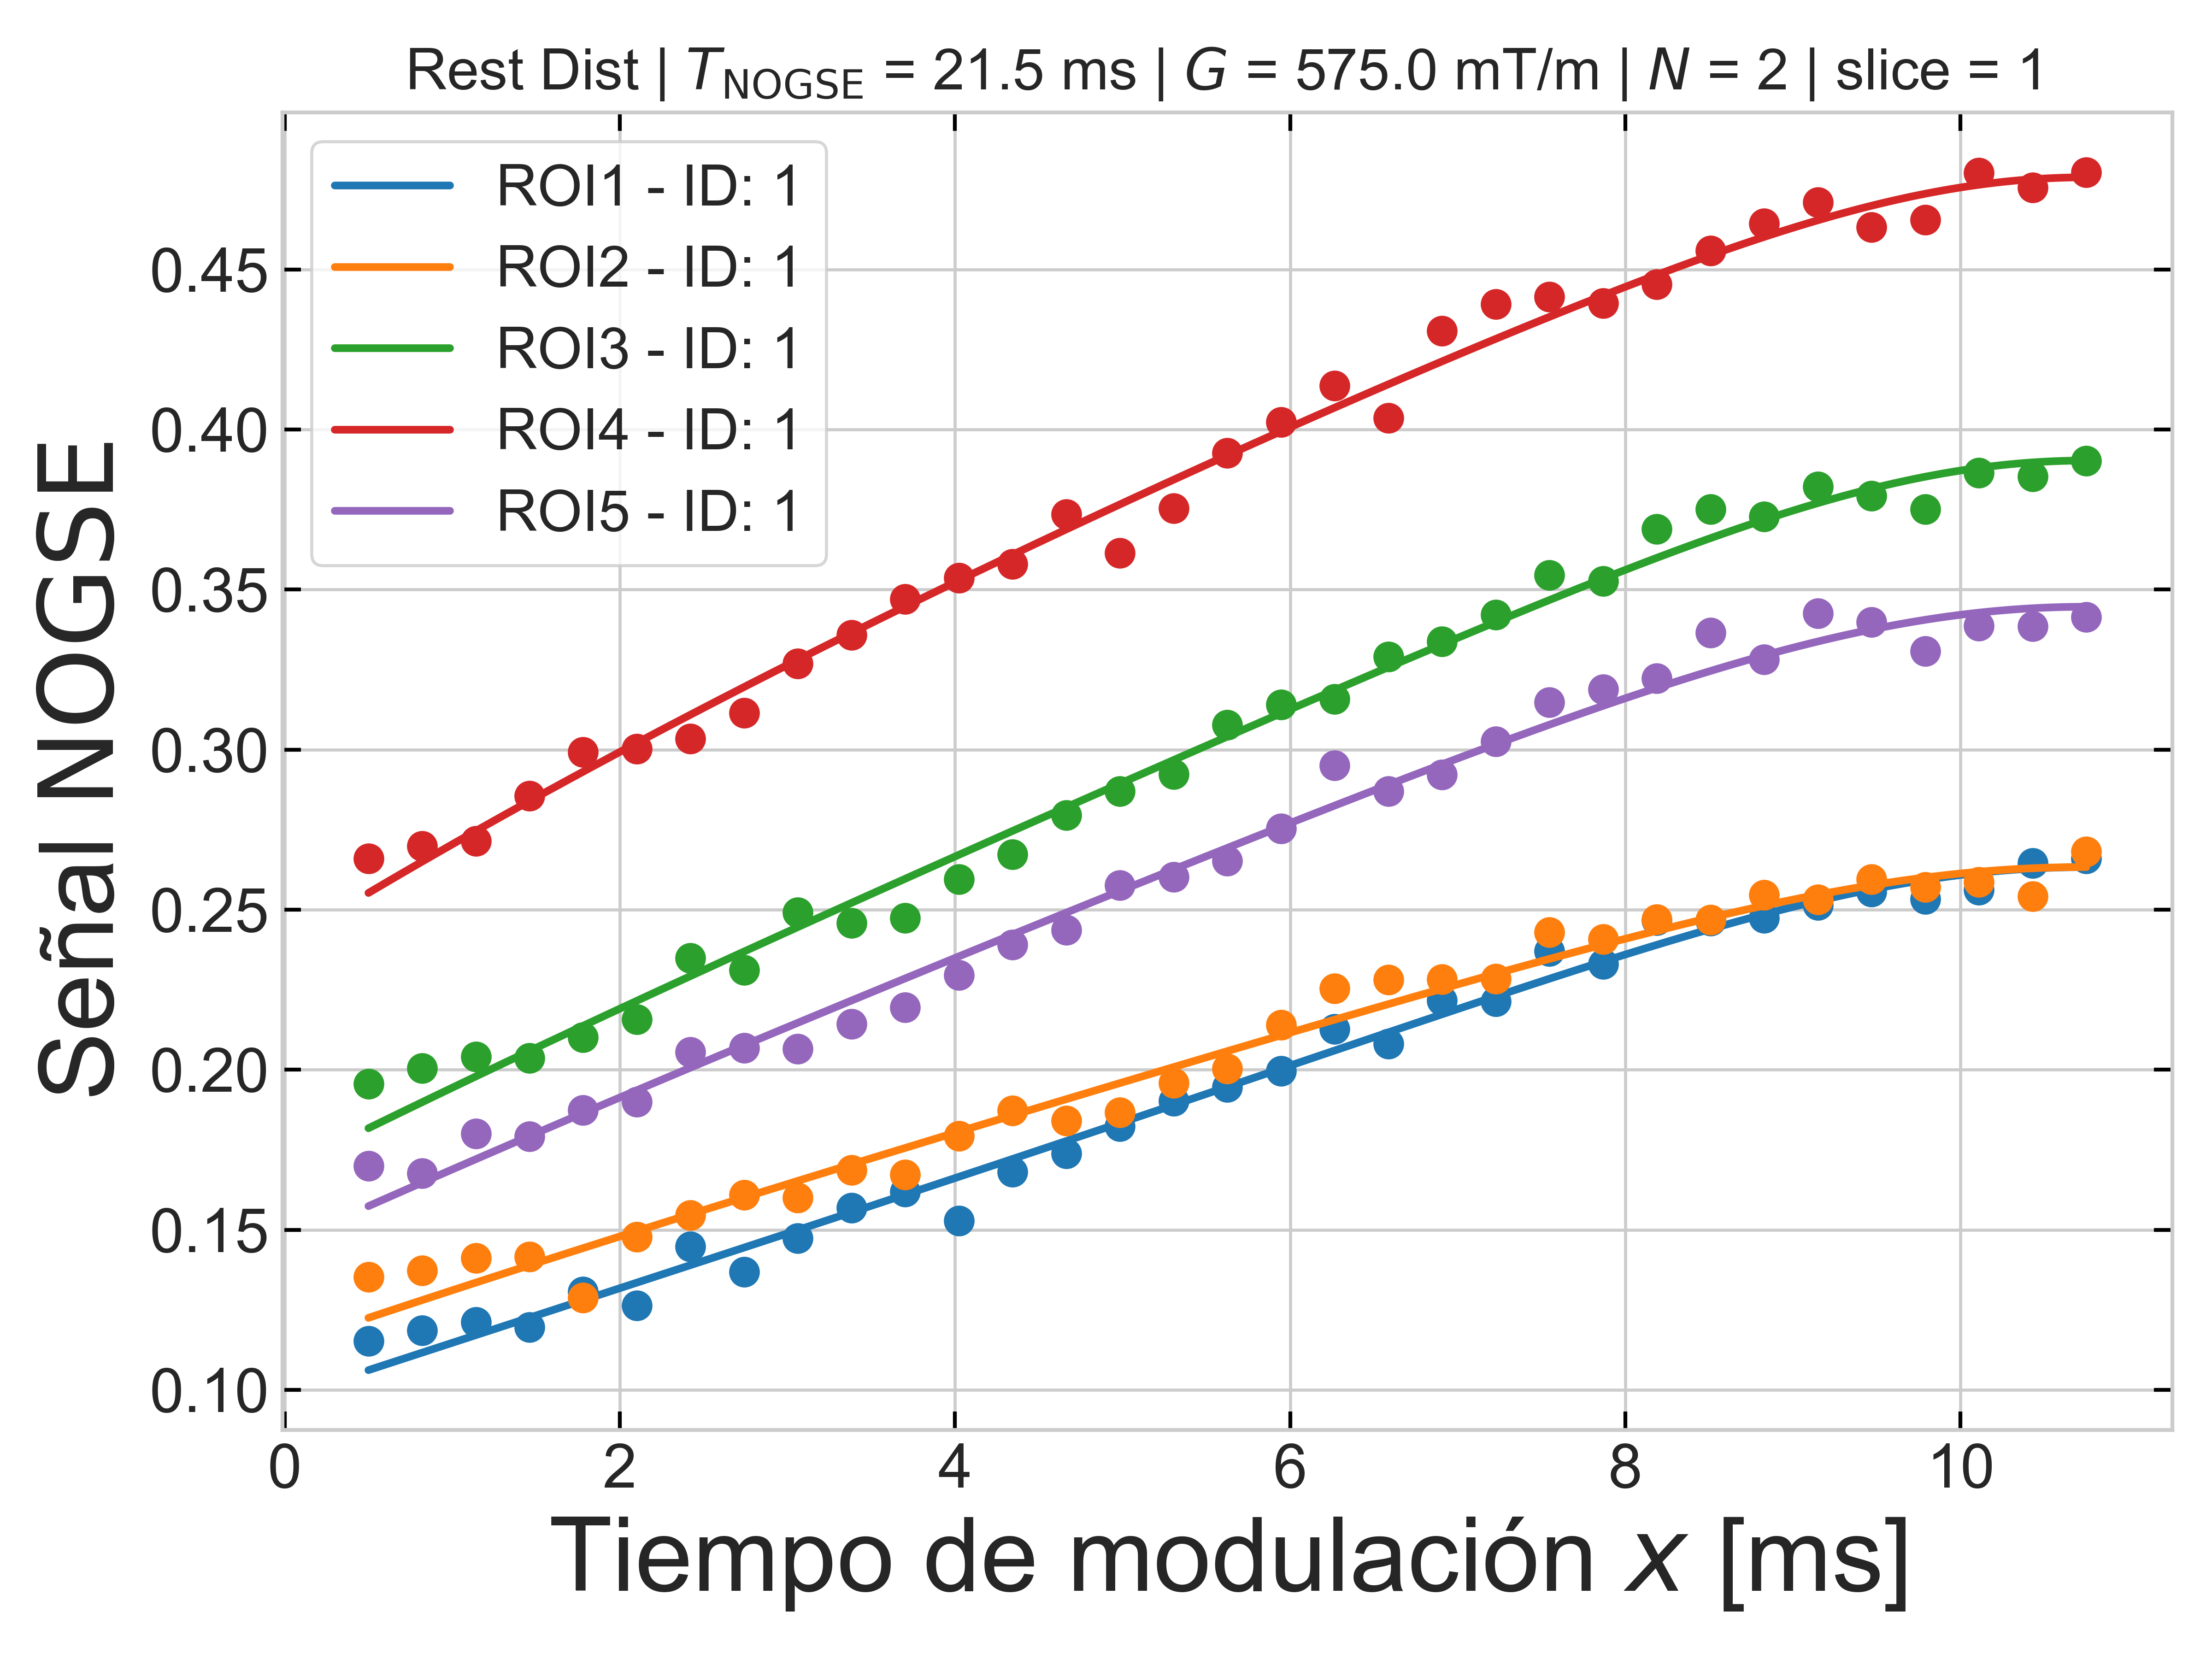 Rest Dist | T_NOGSE = 21.5 ms | G = 575.0 mT/m | N = 2 | slice = 1
ROI1 - ID: 1
ROI2 - ID: 1
ROI3 - ID: 1
ROI4 - ID: 1
ROI5 - ID: 1
Señal NOGSE
0.45
0.40
0.35
0.30
0.25
0.20
0.15
0.10
0 2 4 6 8 10
Tiempo de modulación x [ms]